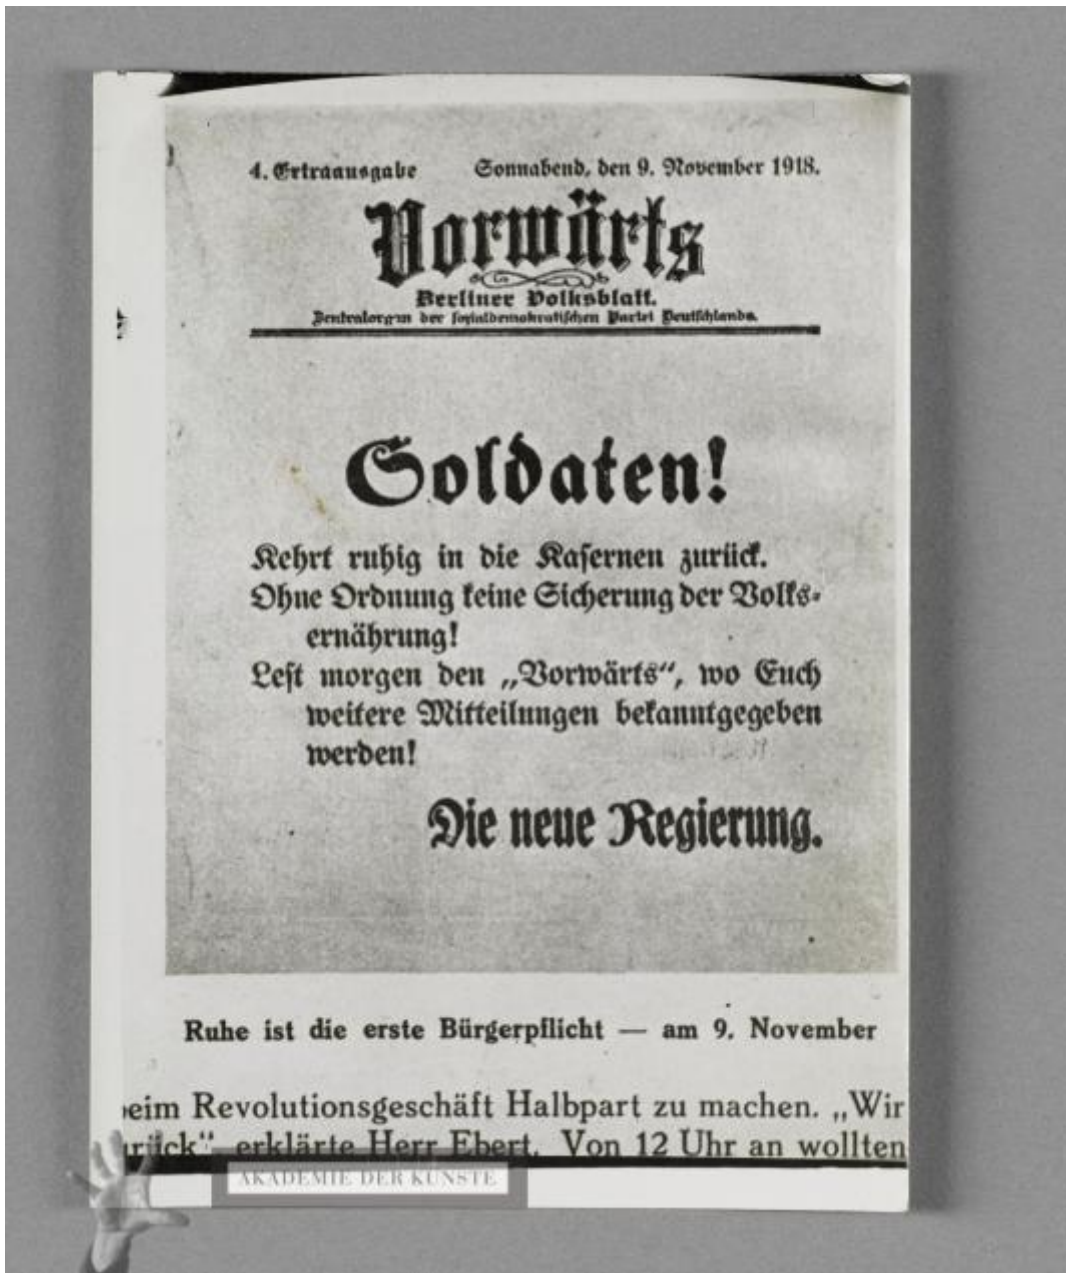 4. Extraausgabe Sonnabend, den 9. November 1918.
Vorwärts
Berliner Volksblatt.
Zentralorgan der sozialdemokratischen Partei Deutschlands.
Soldaten!
Kehrt ruhig in die Kasernen zurück.
Ohne Ordnung keine Sicherung der Volks-
ernährung!
Lest morgen den „Vorwärts“, wo Euch
weitere Mitteilungen bekanntgegeben
werden!
Die neue Regierung.
Ruhe ist die erste Bürgerpflicht — am 9. November
beim Revolutionsgeschäft Halbpart zu machen. „Wir
zurück“ erklärte Herr Ebert. Von 12 Uhr an wollten
AKADEMIE DER KÜNSTE